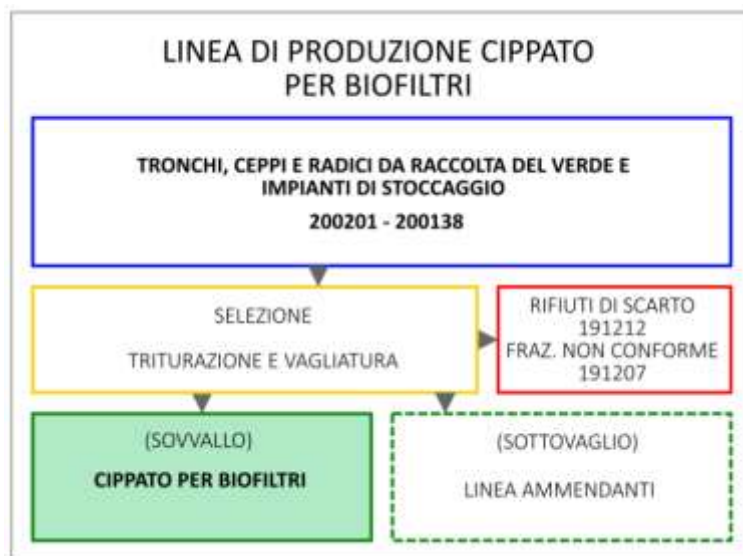 LINEA DI PRODUZIONE CIPPATO
PER BIOFILTRI
TRONCHI, CEPPI E RADICI DA RACCOLTA DEL VERDE E
IMPIANTI DI STOCCAGGIO
200201 - 200138
SELEZIONE
TRITURAZIONE E VAGLIATURA
RIFIUTI DI SCARTO
191212
FRAZ. NON CONFORME
191207
(SOVVALLO)
CIPPATO PER BIOFILTRI
(SOTTOVAGLIO)
LINEA AMMENDANTI